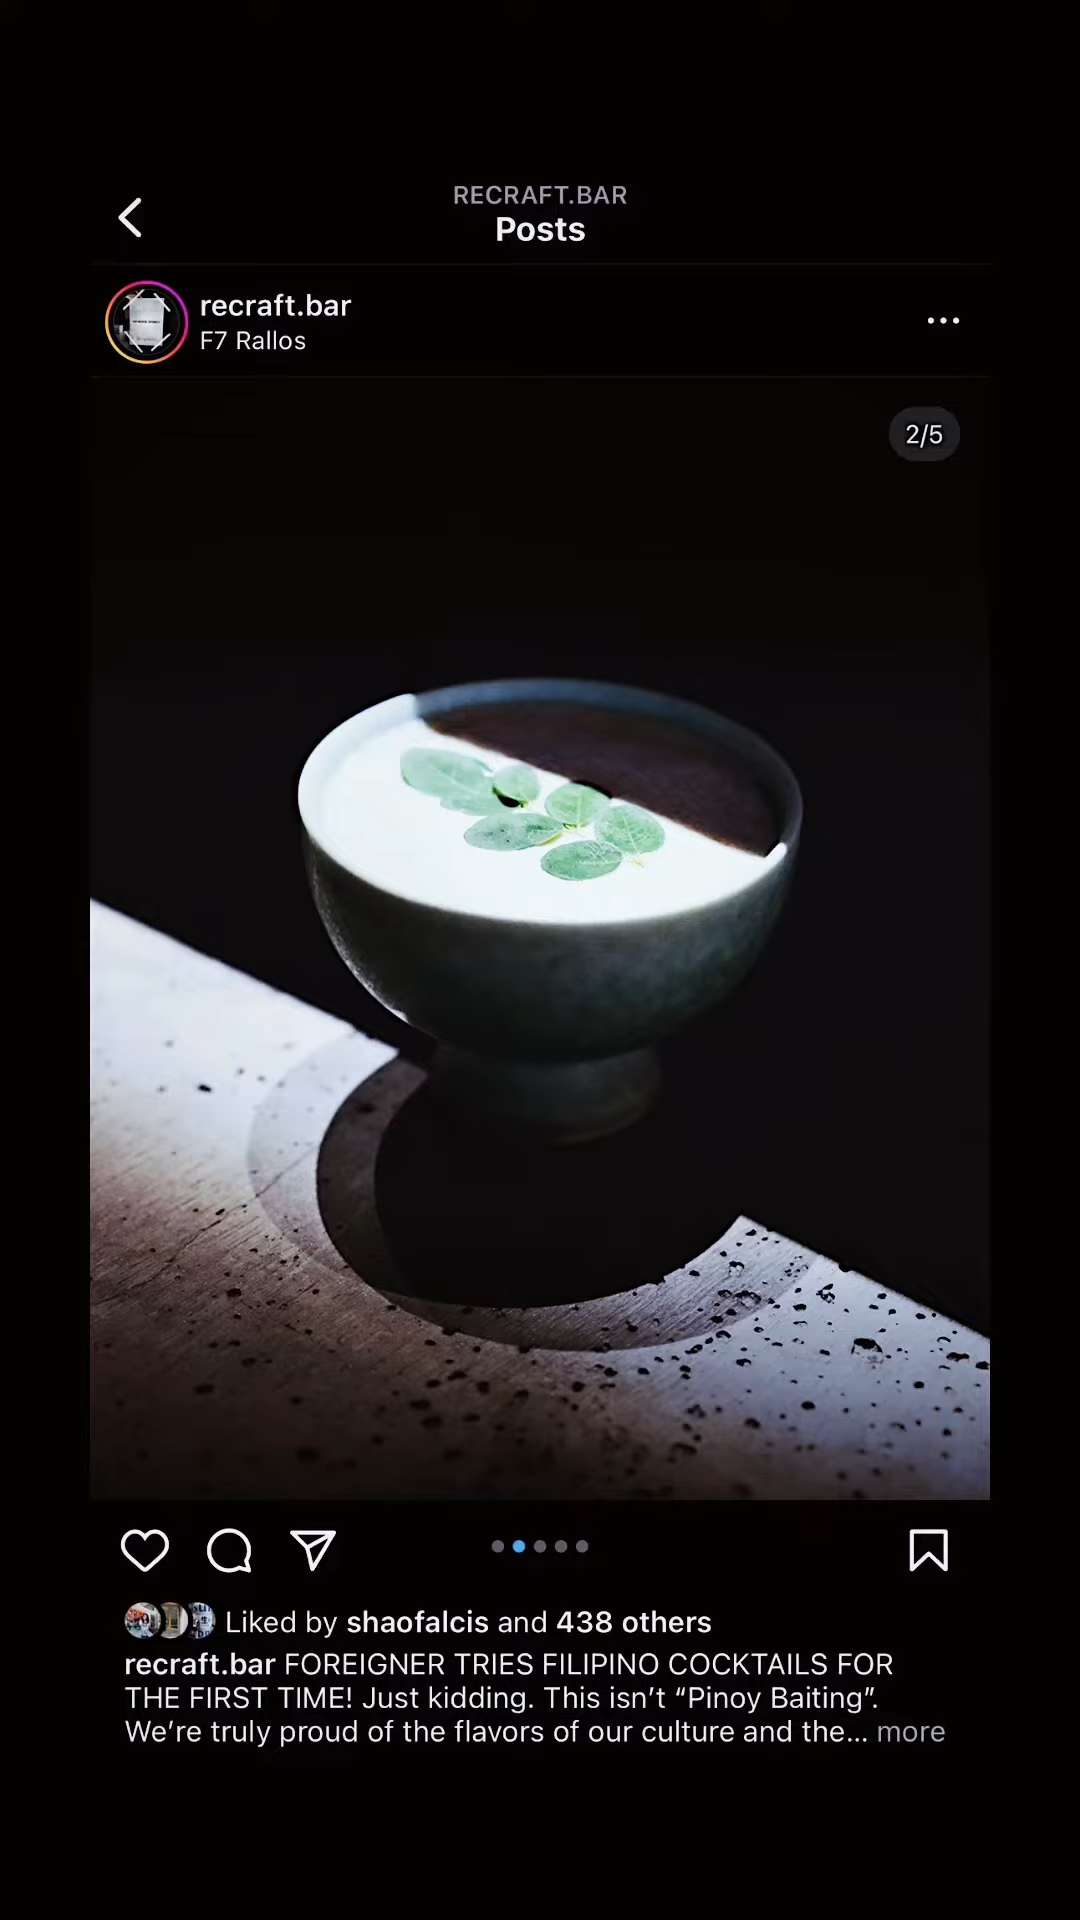 RECRAFT.BAR
Posts
recraft.bar
F7 Rallos
2/5
Liked by shaofalcis and 438 others
recraft.bar FOREIGNER TRIES FILIPINO COCKTAILS FOR
THE FIRST TIME! Just kidding. This isn’t “Pinoy Baiting”.
We’re truly proud of the flavors of our culture and the... more